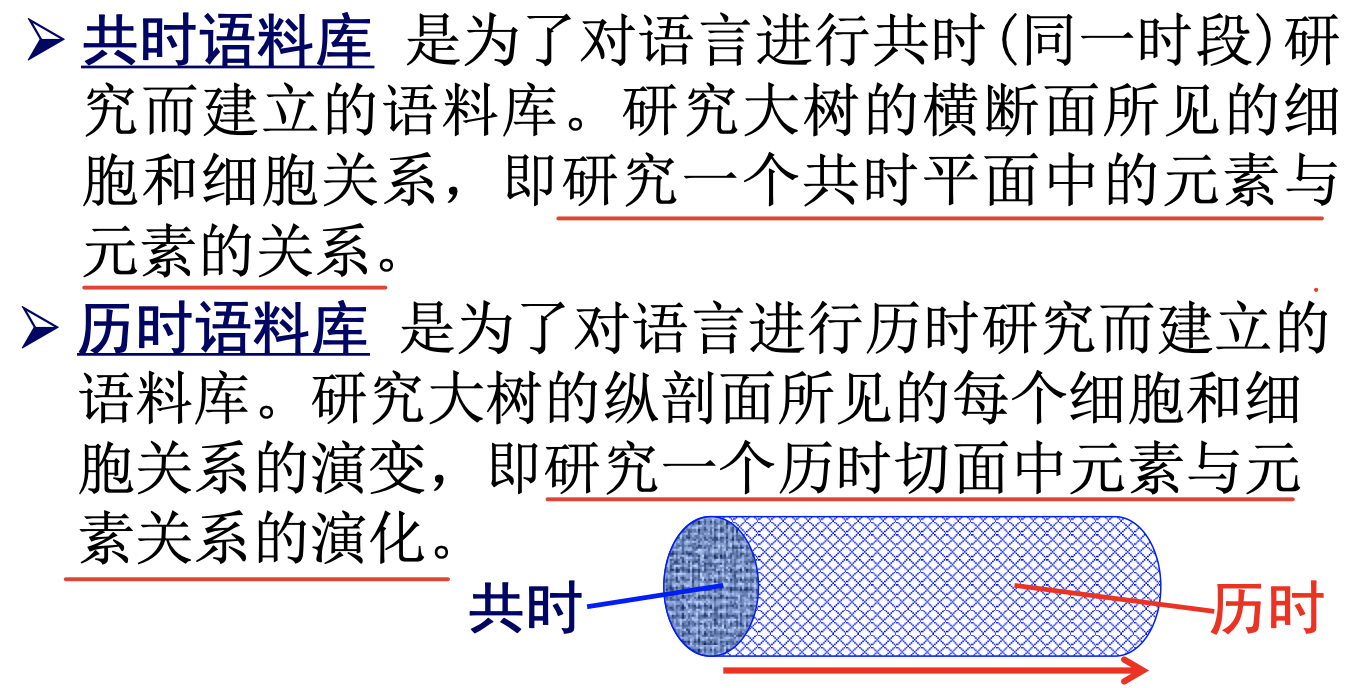 ➢ 共时语料库 是为了对语言进行共时(同一时段)研
究而建立的语料库。研究大树的横断面所见的细
胞和细胞关系，即研究一个共时平面中的元素与
元素的关系。
➢ 历时语料库 是为了对语言进行历时研究而建立的
语料库。研究大树的纵剖面所见的每个细胞和细
胞关系的演变，即研究一个历时切面中元素与元
素关系的演化。
共时
历时